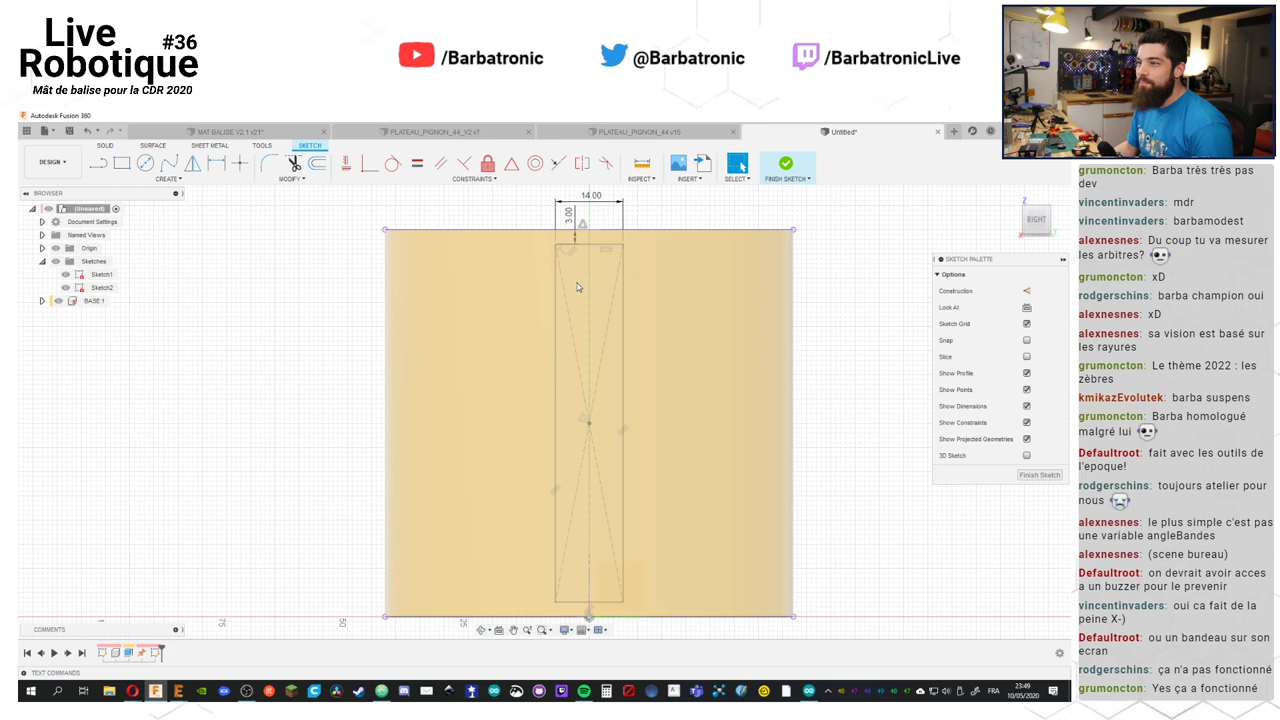 Live
Robotique #36
Mât de balise pour la CDR 2020
/Barbatronic
@Barbatronic
/BarbatronicLive
Autodesk Fusion 360
MAT BALISE V2.1 v21*
PLATEAU_PIGNON_44_V2 v7
PLATEAU_PIGNON_44 v15
Untitled*
DESIGN
SOLID
SURFACE
SHEET METAL
TOOLS
SKETCH
CREATE
MODIFY
CONSTRAINTS
INSPECT
INSERT
SELECT
FINISH SKETCH
BROWSER
(Unsaved)
Document Settings
Named Views
Origin
Sketches
Sketch1
Sketch2
BASE:1
14.00
3.00
RIGHT
Z
X
Y
SKETCH PALETTE
Options
Construction
Look At
Sketch Grid
Snap
Slice
Show Profile
Show Points
Show Dimensions
Show Constraints
Show Projected Geometries
3D Sketch
Finish Sketch
75
50
25
COMMENTS
TEXT COMMANDS
FRA
23:49
10/05/2020
grumoncton: Barba très très pas
dev
vincentinvaders: mdr
vincentinvaders: barbamodest
alexnesnes: Du coup tu va mesurer
les arbitres?
grumoncton: xD
rodgerschins: barba champion oui
alexnesnes: xD
alexnesnes: sa vision est basé sur
les rayures
grumoncton: Le thème 2022 : les
zèbres
kmikazEvolutek: barba suspens
grumoncton: Barba homologué
malgré lui
Defaultroot: fait avec les outils de
l'epoque!
rodgerschins: toujours atelier pour
nous
alexnesnes: le plus simple c'est pas
une variable angleBandes
alexnesnes: (scene bureau)
Defaultroot: on devrait avoir acces
a un buzzer pour le prevenir
vincentinvaders: oui ca fait de la
peine X-)
Defaultroot: ou un bandeau sur son
ecran
rodgerschins: ça n'a pas fonctionné
grumoncton: Yes ça a fonctionné